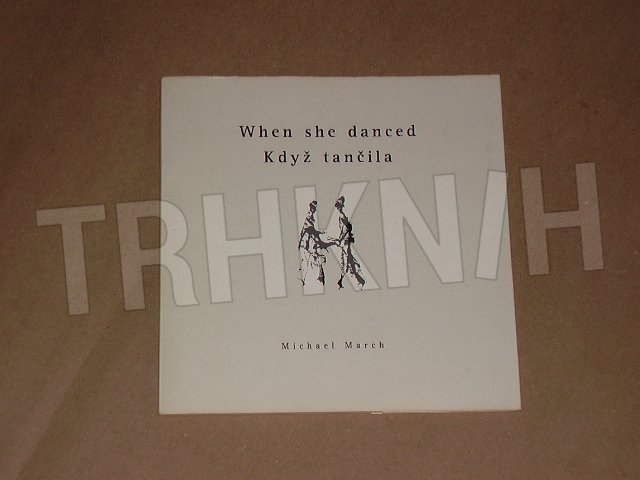 When she danced
Když tančila
TRHKNIH
Michael March